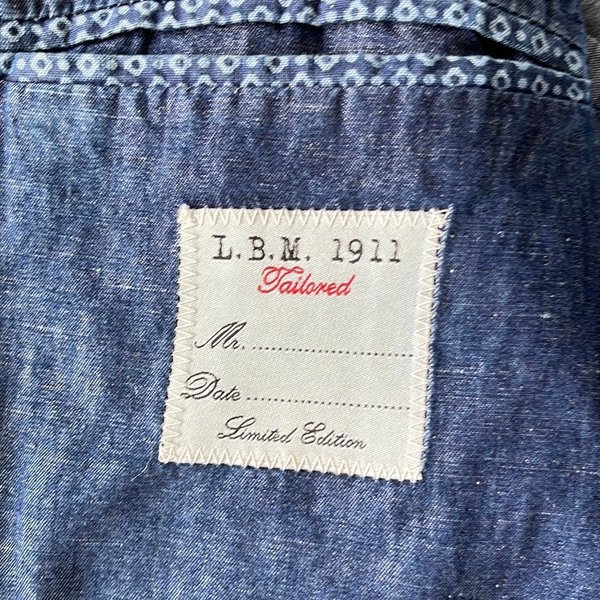 L.B.M. 1911
Tailored
Mr. ........................................
Date ........................................
Limited Edition